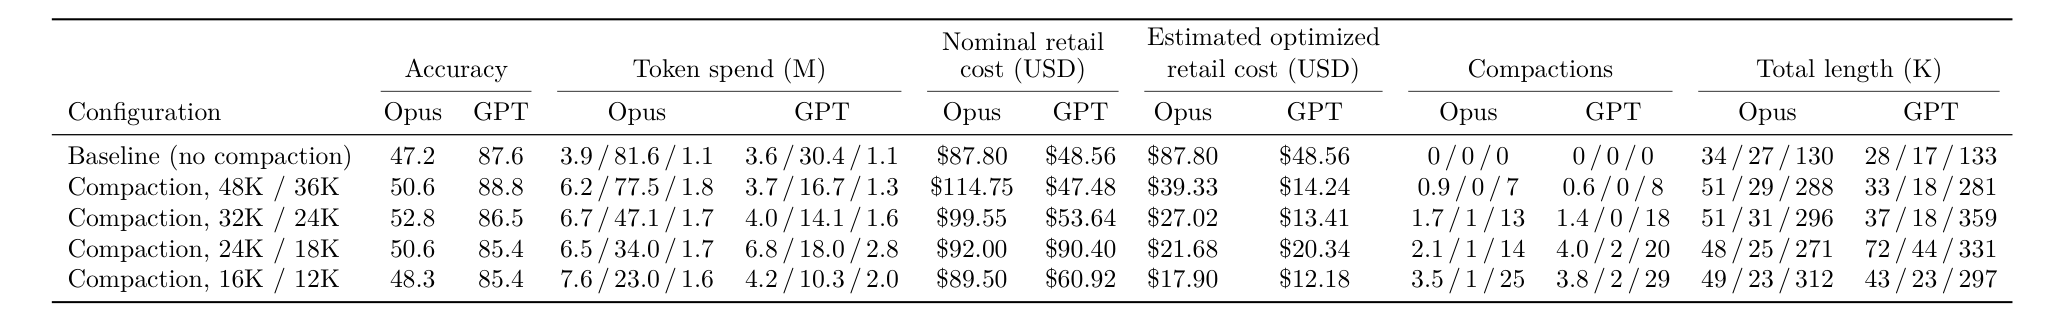 Nominal retail Estimated optimized
Accuracy Token spend (M) cost (USD) retail cost (USD) Compactions Total length (K)
Configuration Opus GPT Opus GPT Opus GPT Opus GPT Opus GPT Opus GPT
Baseline (no compaction) 47.2 87.6 3.9 / 81.6 / 1.1 3.6 / 30.4 / 1.1 $87.80 $48.56 $87.80 $48.56 0 / 0 / 0 0 / 0 / 0 34 / 27 / 130 28 / 17 / 133
Compaction, 48K / 36K 50.6 88.8 6.2 / 77.5 / 1.8 3.7 / 16.7 / 1.3 $114.75 $47.48 $39.33 $14.24 0.9 / 0 / 7 0.6 / 0 / 8 51 / 29 / 288 33 / 18 / 281
Compaction, 32K / 24K 52.8 86.5 6.7 / 47.1 / 1.7 4.0 / 14.1 / 1.6 $99.55 $53.64 $27.02 $13.41 1.7 / 1 / 13 1.4 / 0 / 18 51 / 31 / 296 37 / 18 / 359
Compaction, 24K / 18K 50.6 85.4 6.5 / 34.0 / 1.7 6.8 / 18.0 / 2.8 $92.00 $90.40 $21.68 $20.34 2.1 / 1 / 14 4.0 / 2 / 20 48 / 25 / 271 72 / 44 / 331
Compaction, 16K / 12K 48.3 85.4 7.6 / 23.0 / 1.6 4.2 / 10.3 / 2.0 $89.50 $60.92 $17.90 $12.18 3.5 / 1 / 25 3.8 / 2 / 29 49 / 23 / 312 43 / 23 / 297